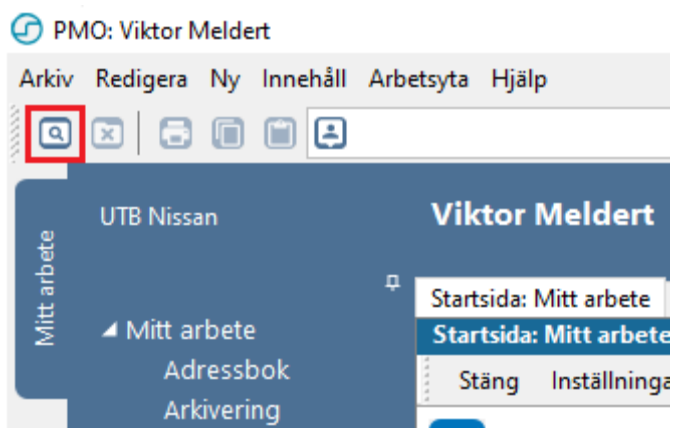 PMO: Viktor Meldert
Arkiv Redigera Ny Innehåll Arbetsyta Hjälp
Mitt arbete
UTB Nissan
Viktor Meldert
Startsida: Mitt arbete
Mitt arbete
Startsida: Mitt arbete
Adressbok
Stäng Inställninga
Arkivering